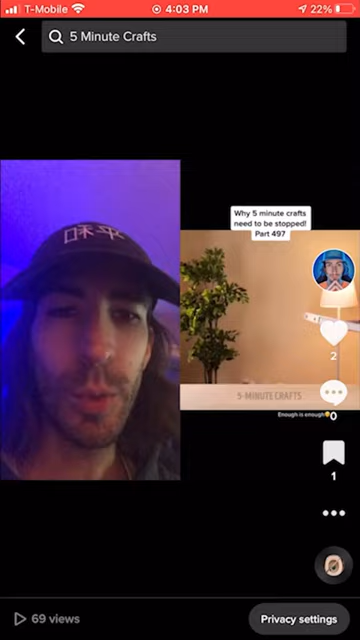 T-Mobile
4:03 PM
22%
5 Minute Crafts
Why 5 minute crafts
need to be stopped!
Part 497
5-MINUTE CRAFTS
Enough is enough
2
0
1
69 views
Privacy settings